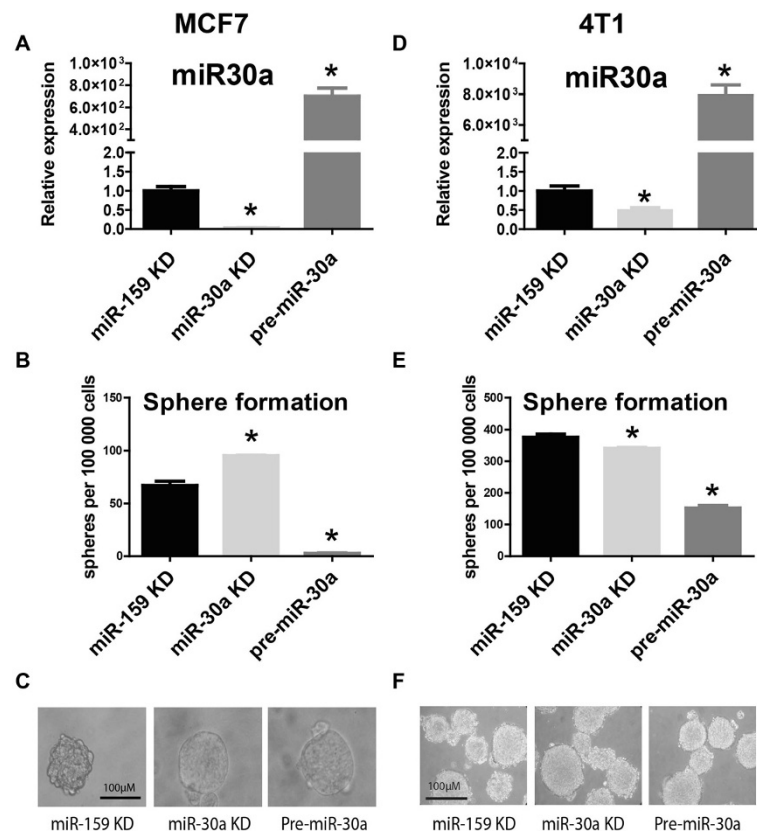 MCF7
A
miR30a
Relative expression
1.0×10³
8.0×10²
6.0×10²
4.0×10²
2.0
1.5
1.0
0.5
0.0
*
*
miR-159 KD
miR-30a KD
pre-miR-30a
B
Sphere formation
spheres per 100 000 cells
150
100
50
0
*
*
miR-159 KD
miR-30a KD
pre-miR-30a
C
100µM
miR-159 KD
miR-30a KD
Pre-miR-30a
4T1
D
miR30a
Relative expression
1.0×10⁴
8.0×10³
6.0×10³
2.0
1.5
1.0
0.5
0.0
*
*
miR-159 KD
miR-30a KD
pre-miR-30a
E
Sphere formation
spheres per 100 000 cells
500
400
300
200
100
0
*
*
miR-159 KD
miR-30a KD
pre-miR-30a
F
100µM
miR-159 KD
miR-30a KD
Pre-miR-30a